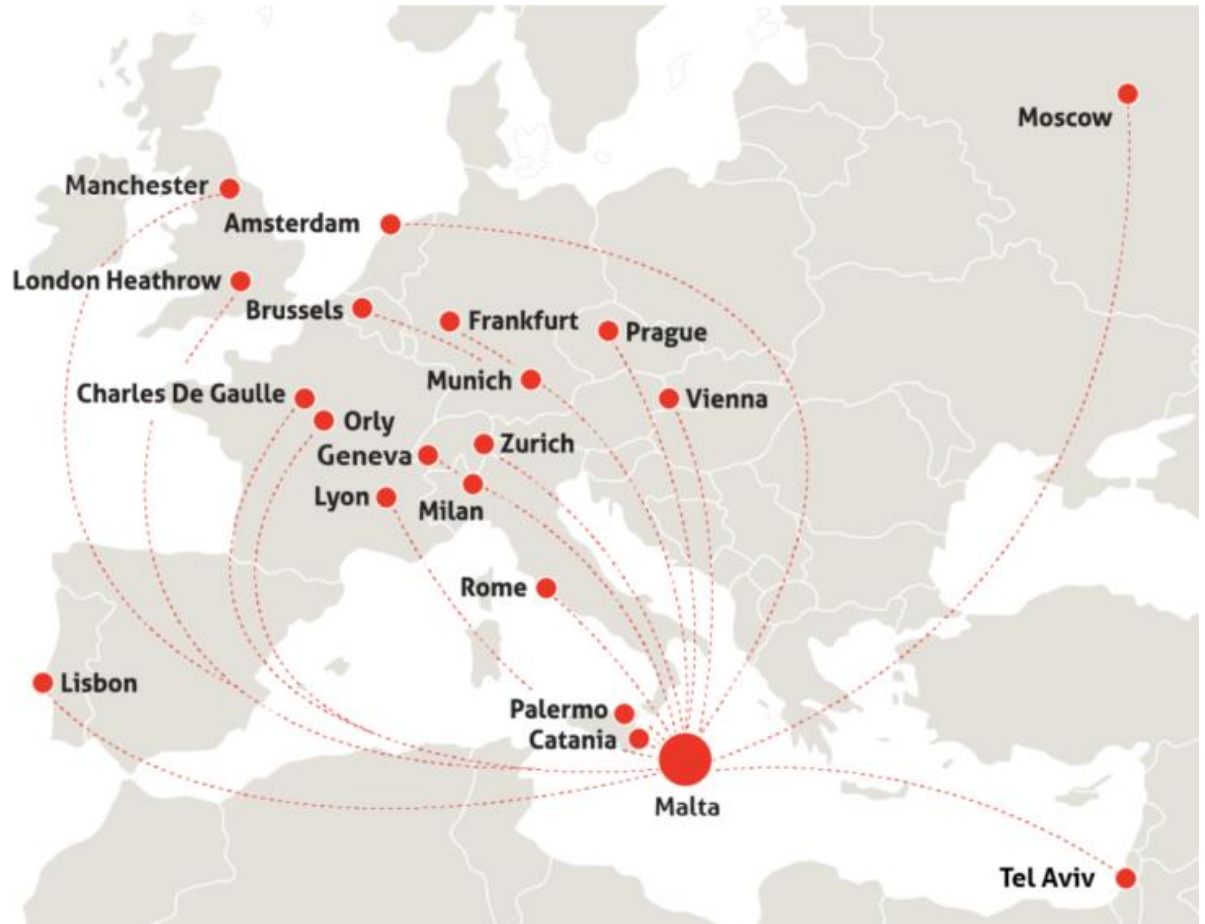 Moscow
Manchester
Amsterdam
London Heathrow
Brussels
Frankfurt
Prague
Munich
Charles De Gaulle
Vienna
Orly
Zurich
Geneva
Lyon
Milan
Rome
Lisbon
Palermo
Catania
Malta
Tel Aviv